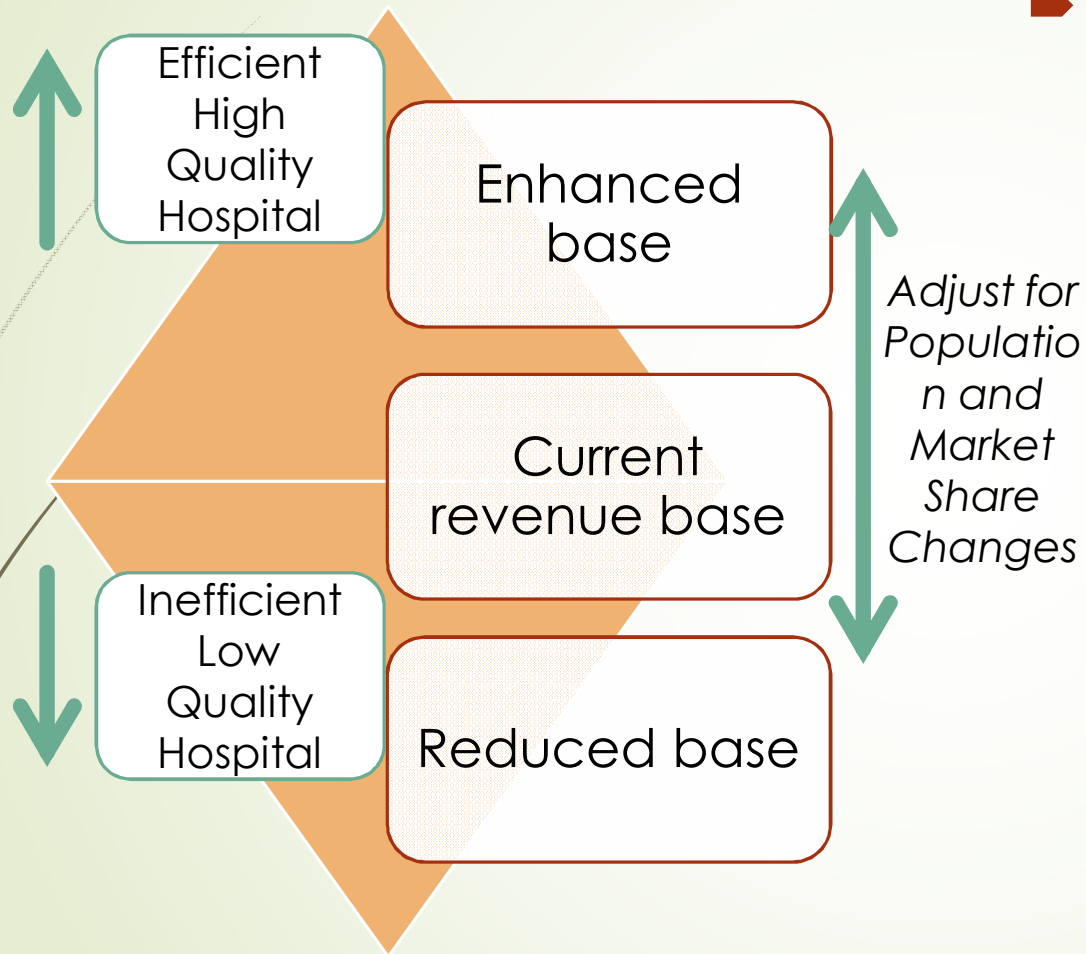 Efficient
High
Quality
Hospital
Enhanced
base
Current
revenue base
Inefficient
Low
Quality
Hospital
Reduced base
Adjust for
Populatio
n and
Market
Share
Changes